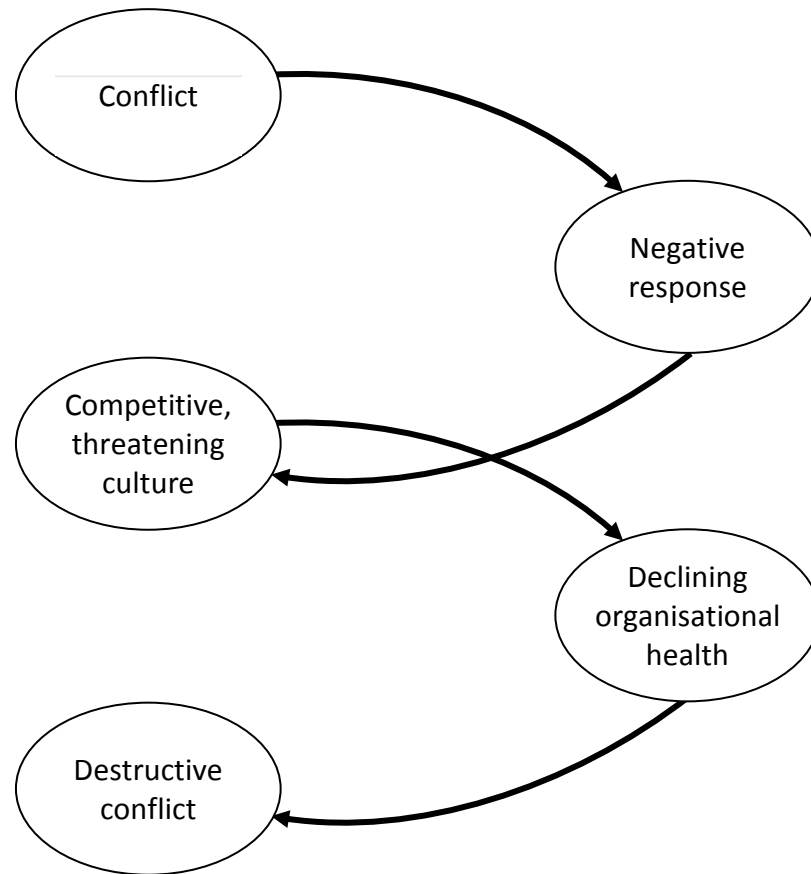 Conflict
Negative
response
Competitive,
threatening
culture
Declining
organisational
health
Destructive
conflict